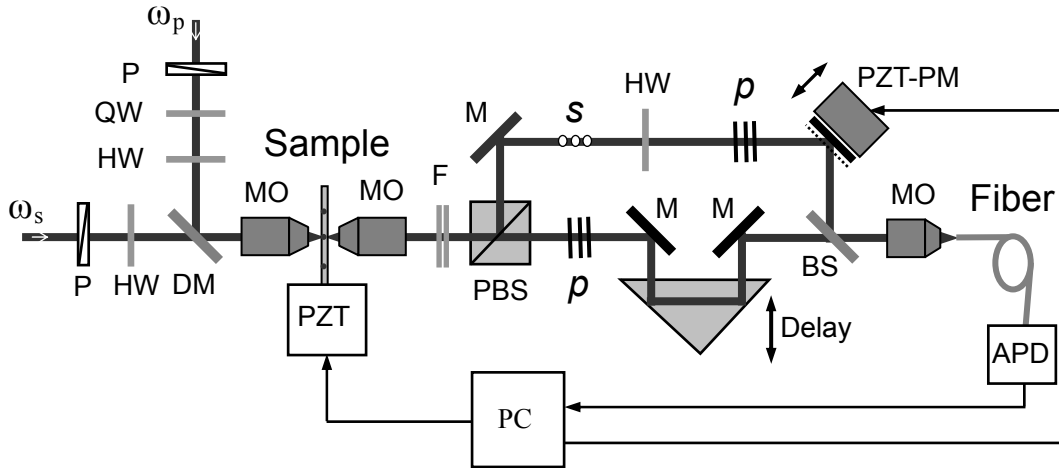 ωp
P
QW
HW
ωs
P
HW
DM
Sample
MO
MO
PZT
F
PBS
M
s
HW
p
PZT-PM
p
M
M
Delay
BS
MO
Fiber
APD
PC